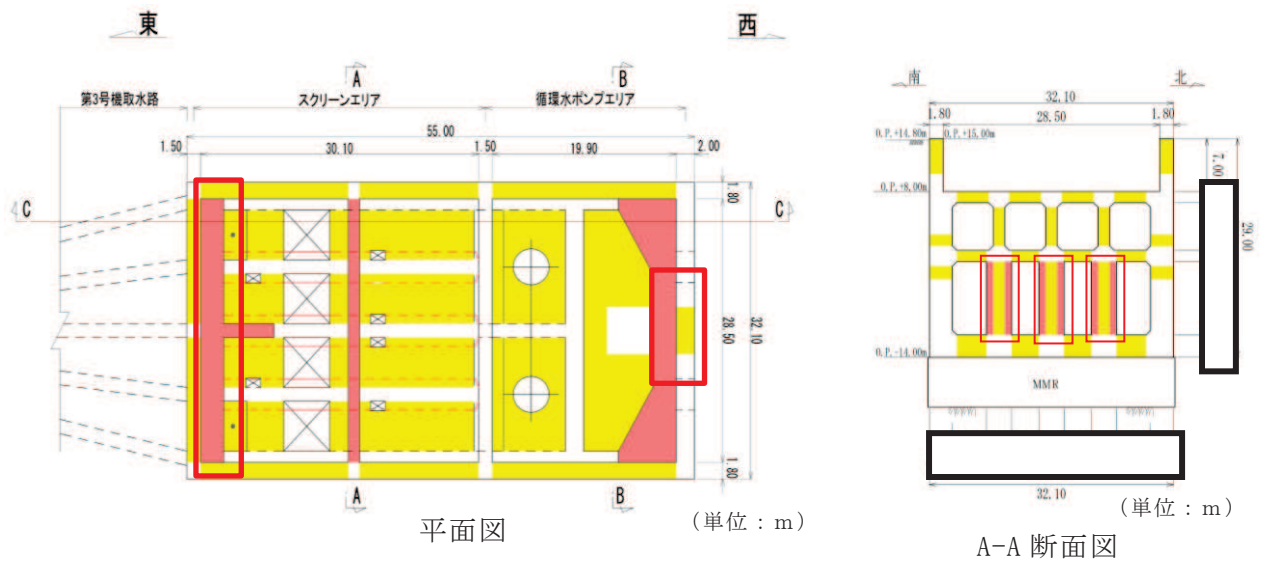 東
西
A
B
第3号機取水路
スクリーンエリア
循環水ポンプエリア
55.00
1.50
30.10
1.50
19.90
2.00
C
C
1.80
28.50
32.10
1.80
A
B
平面図
(単位:m)
南
北
32.10
1.80
28.50
1.80
O.P.+14.80m
O.P.+15.00m
7.00
O.P.+8.00m
29.00
O.P.-14.00m
MMR
32.10
(単位:m)
A-A 断面図